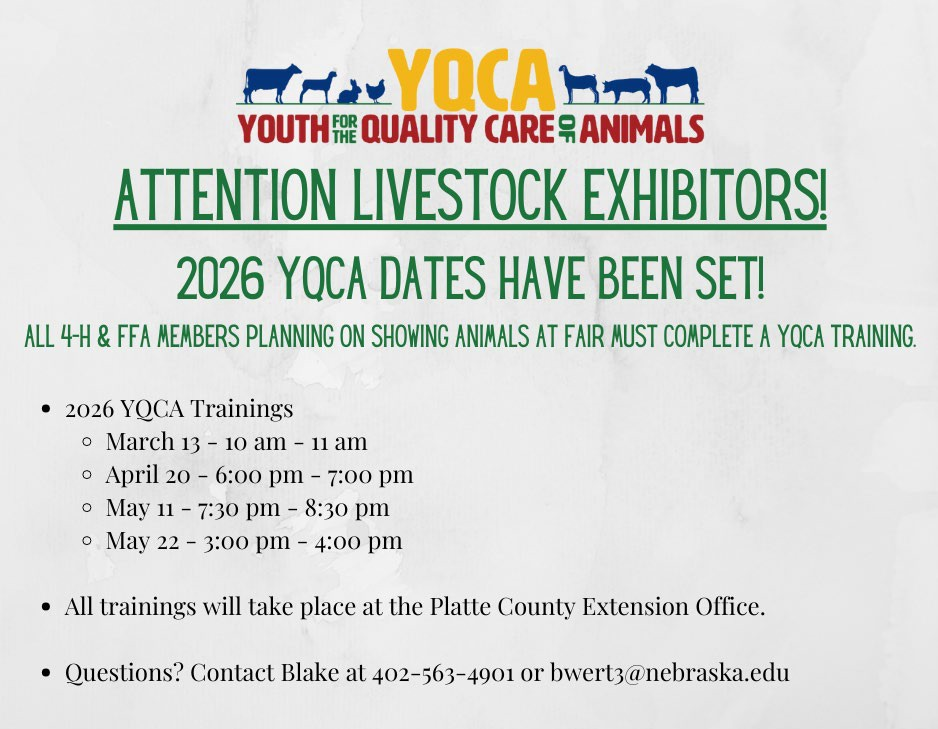 YQCA
YOUTH FOR THE QUALITY CARE OF ANIMALS
ATTENTION LIVESTOCK EXHIBITORS!
2026 YQCA DATES HAVE BEEN SET!
ALL 4-H & FFA MEMBERS PLANNING ON SHOWING ANIMALS AT FAIR MUST COMPLETE A YQCA TRAINING.
• 2026 YQCA Trainings
○ March 13 - 10 am - 11 am
○ April 20 - 6:00 pm - 7:00 pm
○ May 11 - 7:30 pm - 8:30 pm
○ May 22 - 3:00 pm - 4:00 pm
• All trainings will take place at the Platte County Extension Office.
• Questions? Contact Blake at 402-563-4901 or bwert3@nebraska.edu